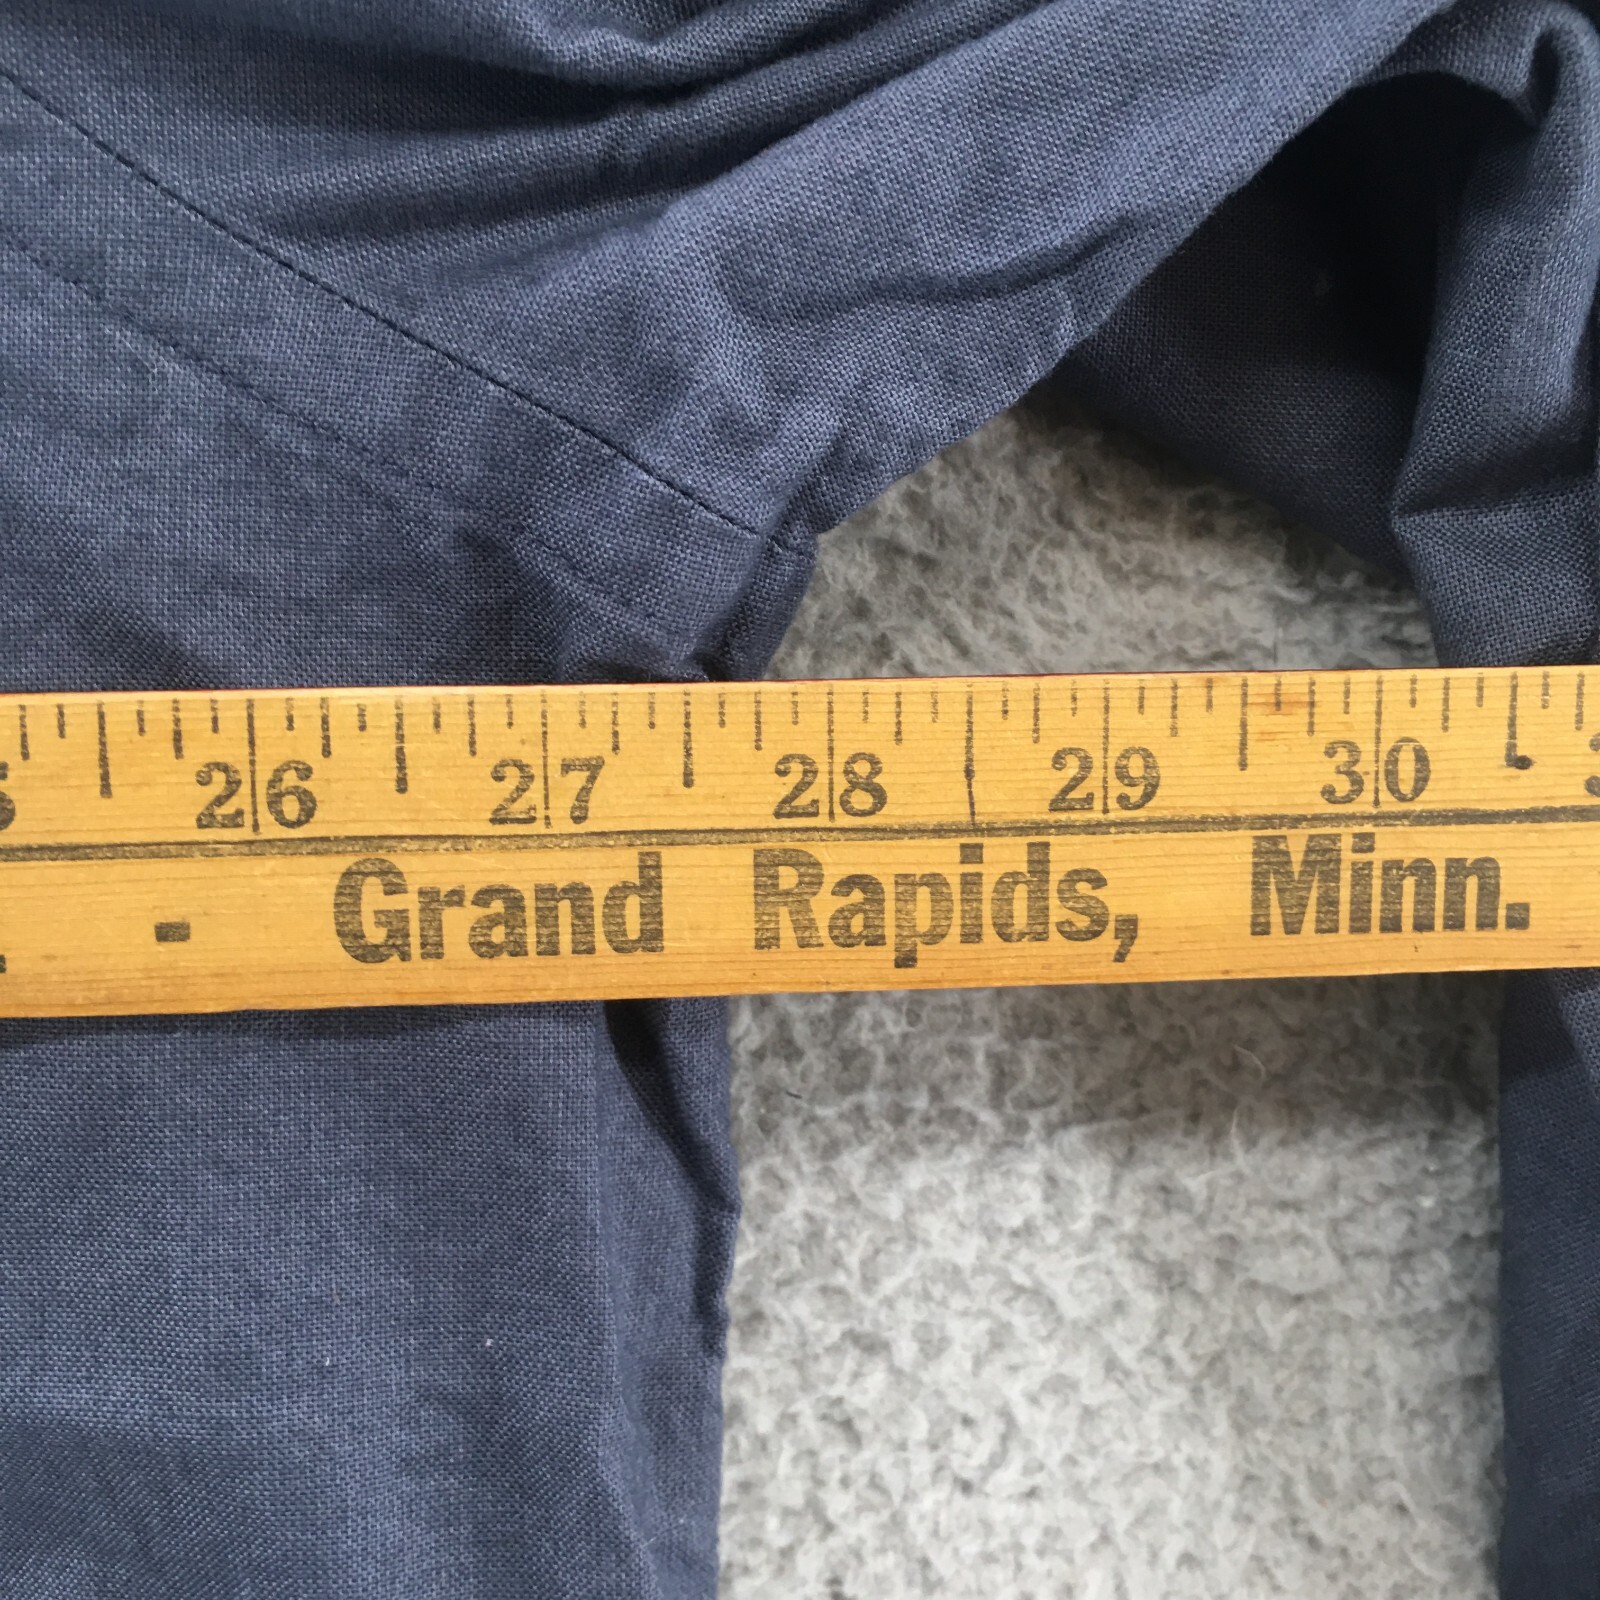 26 27 28 29 30
- Grand Rapids, Minn.